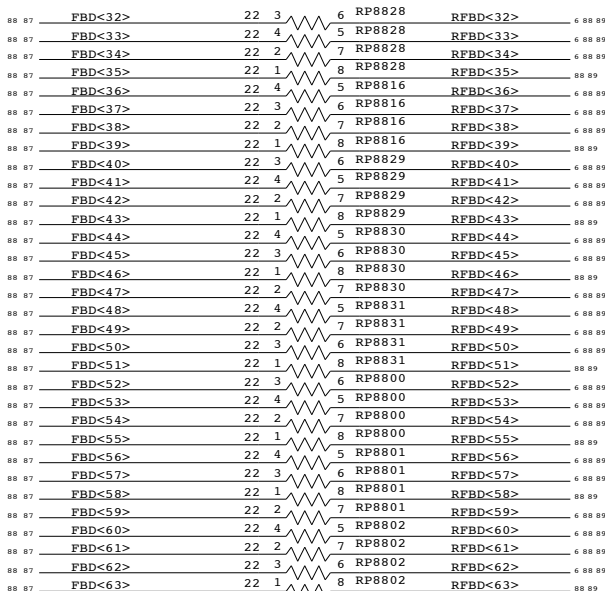 88 87 FBD<32> 22 3 6 RP8828 RFBD<32> 6 88 89
88 87 FBD<33> 22 4 5 RP8828 RFBD<33> 6 88 89
88 87 FBD<34> 22 2 7 RP8828 RFBD<34> 6 88 89
88 87 FBD<35> 22 1 8 RP8828 RFBD<35> 88 89
88 87 FBD<36> 22 4 5 RP8816 RFBD<36> 6 88 89
88 87 FBD<37> 22 3 6 RP8816 RFBD<37> 6 88 89
88 87 FBD<38> 22 2 7 RP8816 RFBD<38> 6 88 89
88 87 FBD<39> 22 1 8 RP8816 RFBD<39> 88 89
88 87 FBD<40> 22 3 6 RP8829 RFBD<40> 6 88 89
88 87 FBD<41> 22 4 5 RP8829 RFBD<41> 6 88 89
88 87 FBD<42> 22 2 7 RP8829 RFBD<42> 6 88 89
88 87 FBD<43> 22 1 8 RP8829 RFBD<43> 88 89
88 87 FBD<44> 22 4 5 RP8830 RFBD<44> 6 88 89
88 87 FBD<45> 22 3 6 RP8830 RFBD<45> 6 88 89
88 87 FBD<46> 22 1 8 RP8830 RFBD<46> 88 89
88 87 FBD<47> 22 2 7 RP8830 RFBD<47> 6 88 89
88 87 FBD<48> 22 4 5 RP8831 RFBD<48> 6 88 89
88 87 FBD<49> 22 2 7 RP8831 RFBD<49> 6 88 89
88 87 FBD<50> 22 3 6 RP8831 RFBD<50> 6 88 89
88 87 FBD<51> 22 1 8 RP8831 RFBD<51> 88 89
88 87 FBD<52> 22 3 6 RP8800 RFBD<52> 6 88 89
88 87 FBD<53> 22 4 5 RP8800 RFBD<53> 6 88 89
88 87 FBD<54> 22 2 7 RP8800 RFBD<54> 6 88 89
88 87 FBD<55> 22 1 8 RP8800 RFBD<55> 88 89
88 87 FBD<56> 22 4 5 RP8801 RFBD<56> 6 88 89
88 87 FBD<57> 22 3 6 RP8801 RFBD<57> 6 88 89
88 87 FBD<58> 22 1 8 RP8801 RFBD<58> 88 89
88 87 FBD<59> 22 2 7 RP8801 RFBD<59> 6 88 89
88 87 FBD<60> 22 4 5 RP8802 RFBD<60> 6 88 89
88 87 FBD<61> 22 2 7 RP8802 RFBD<61> 6 88 89
88 87 FBD<62> 22 3 6 RP8802 RFBD<62> 6 88 89
88 87 FBD<63> 22 1 8 RP8802 RFBD<63> 88 89